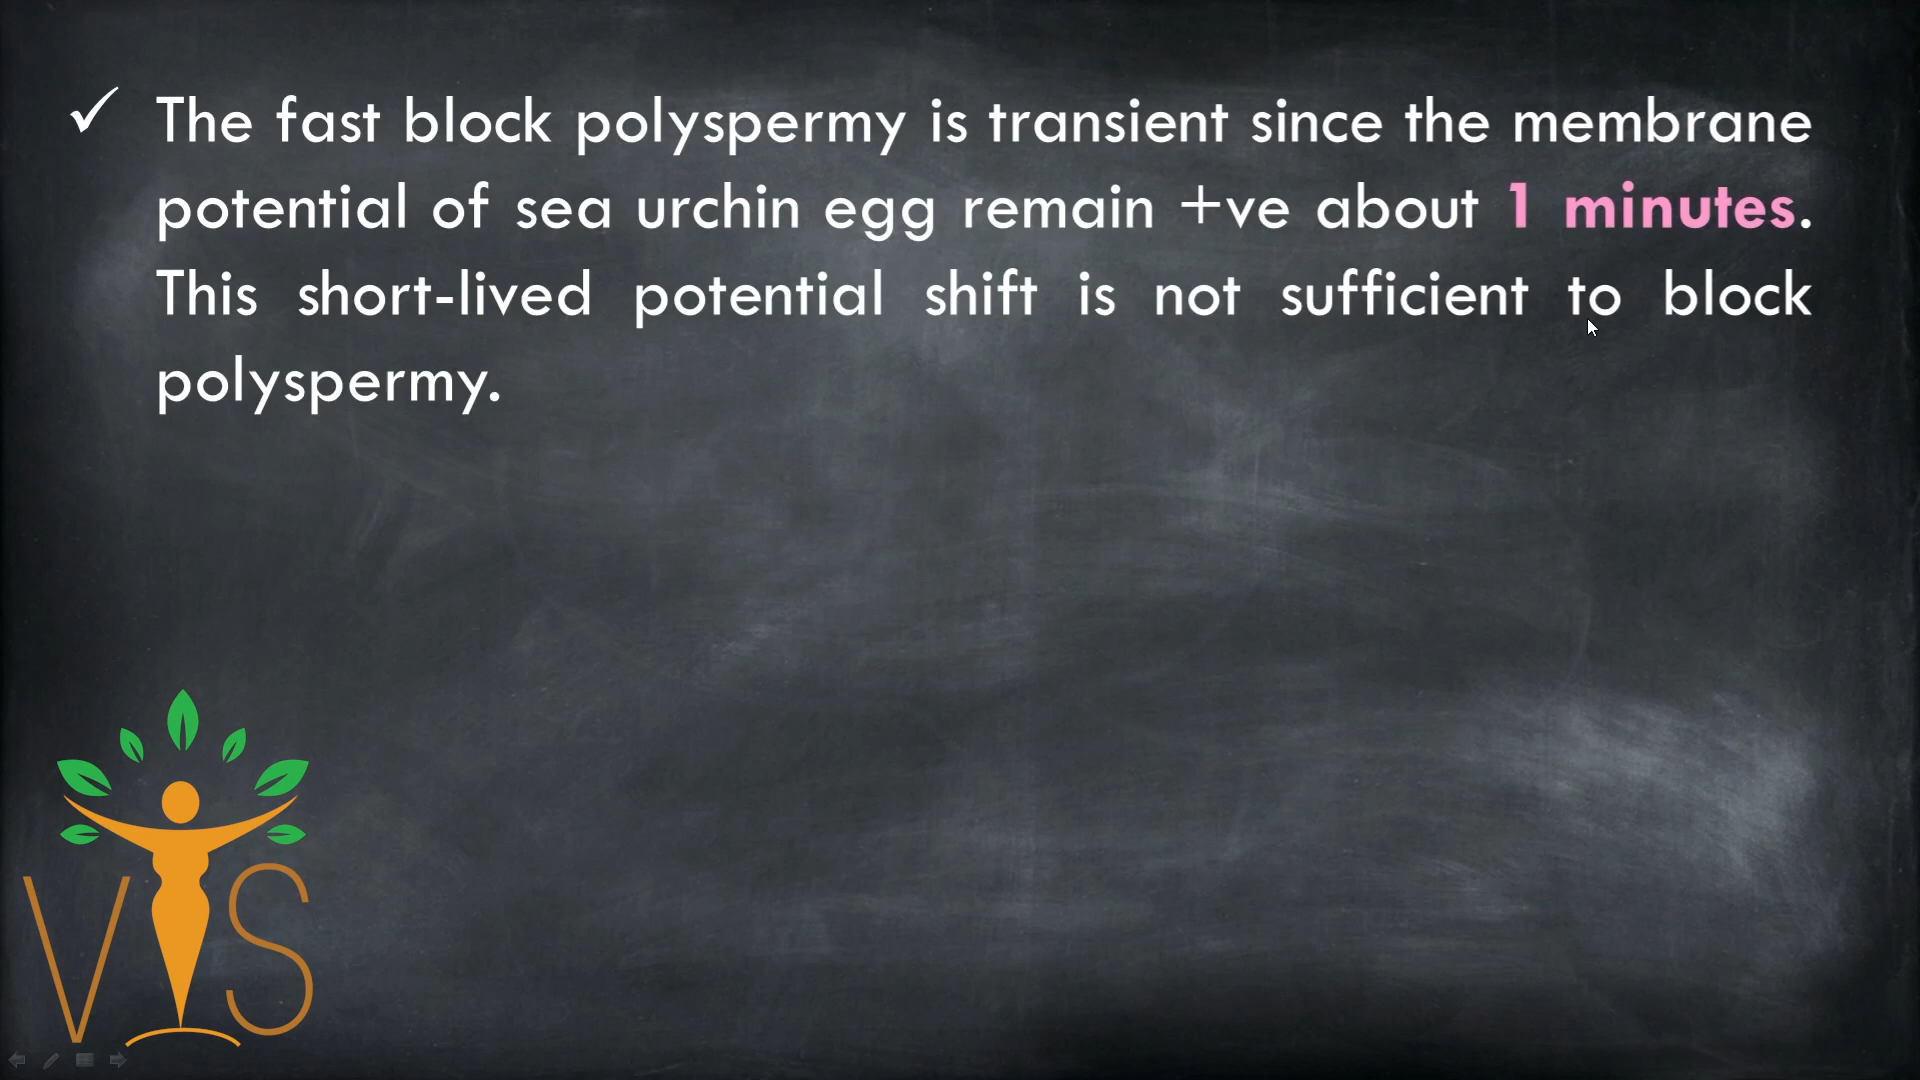 ✓ The fast block polyspermy is transient since the membrane
potential of sea urchin egg remain +ve about 1 minutes.
This short-lived potential shift is not sufficient to block
polyspermy.
VIS